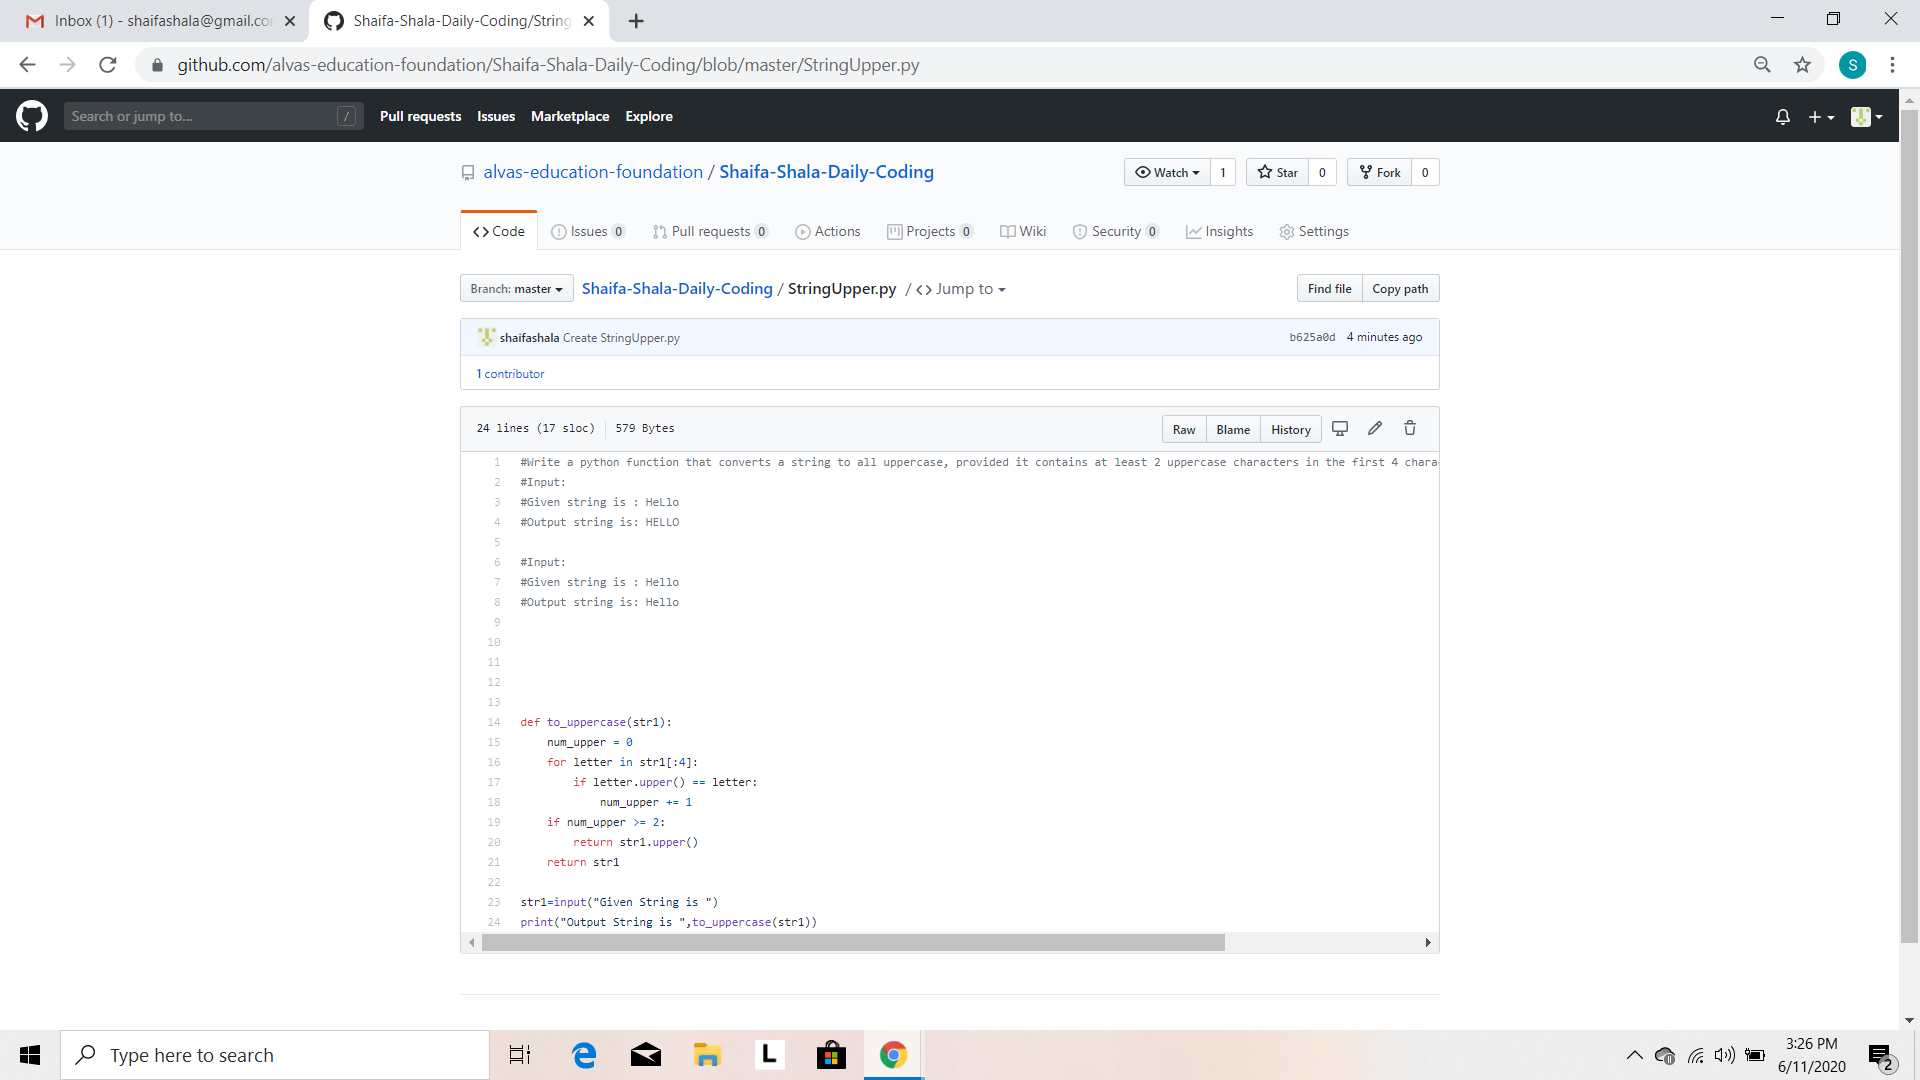 Inbox (1) - shaifashala@gmail.co
Shaifa-Shala-Daily-Coding/String
github.com/alvas-education-foundation/Shaifa-Shala-Daily-Coding/blob/master/StringUpper.py
S
Search or jump to...
/
Pull requests
Issues
Marketplace
Explore
alvas-education-foundation / Shaifa-Shala-Daily-Coding
Watch 1
Star 0
Fork 0
Code
Issues 0
Pull requests 0
Actions
Projects 0
Wiki
Security 0
Insights
Settings
Branch: master
Shaifa-Shala-Daily-Coding / StringUpper.py / <> Jump to
Find file
Copy path
shaifashala Create StringUpper.py
b625a0d 4 minutes ago
1 contributor
24 lines (17 sloc) 579 Bytes
Raw
Blame
History
1 #Write a python function that converts a string to all uppercase, provided it contains at least 2 uppercase characters in the first 4 chara
2 #Input:
3 #Given string is : HeLlo
4 #Output string is: HELLO
5
6 #Input:
7 #Given string is : Hello
8 #Output string is: Hello
9
10
11
12
13
14 def to_uppercase(str1):
15 num_upper = 0
16 for letter in str1[:4]:
17 if letter.upper() == letter:
18 num_upper += 1
19 if num_upper >= 2:
20 return str1.upper()
21 return str1
22
23 str1=input("Given String is ")
24 print("Output String is ",to_uppercase(str1))
Type here to search
L
3:26 PM
6/11/2020
2